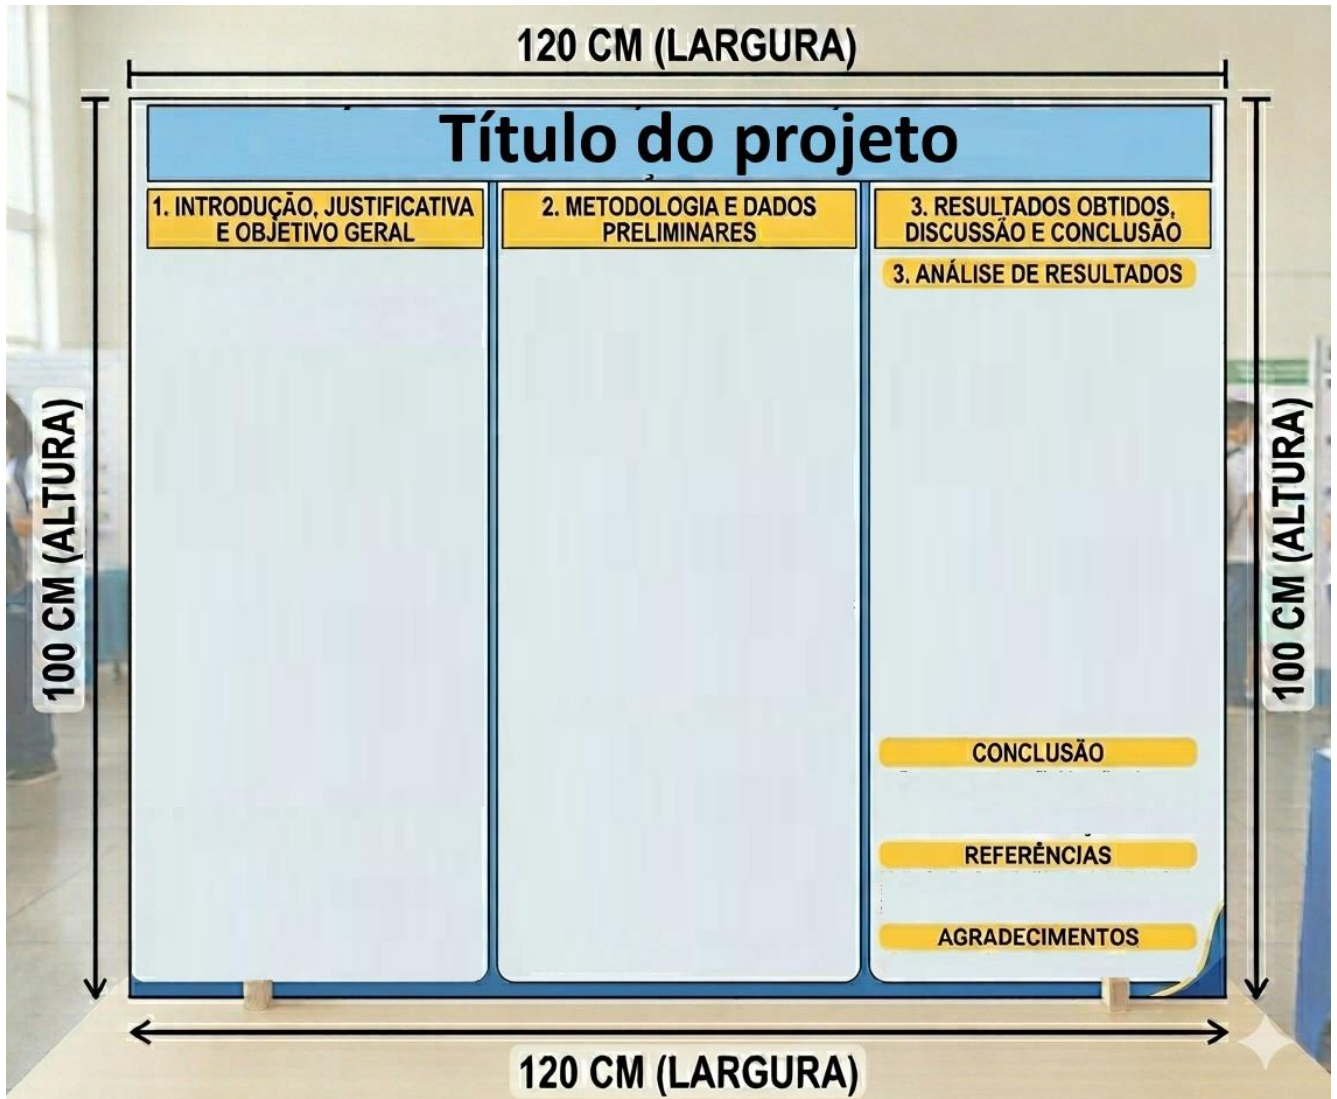 120 CM (LARGURA)
Título do projeto
1. INTRODUÇÃO, JUSTIFICATIVA
E OBJETIVO GERAL
2. METODOLOGIA E DADOS
PRELIMINARES
3. RESULTADOS OBTIDOS,
DISCUSSÃO E CONCLUSÃO
3. ANÁLISE DE RESULTADOS
100 CM (ALTURA)
100 CM (ALTURA)
CONCLUSÃO
REFERÊNCIAS
AGRADECIMENTOS
120 CM (LARGURA)